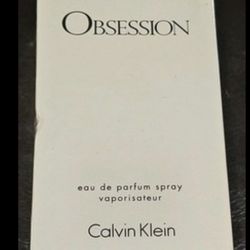 OBSESSION
eau de parfum spray
vaporisateur
Calvin Klein